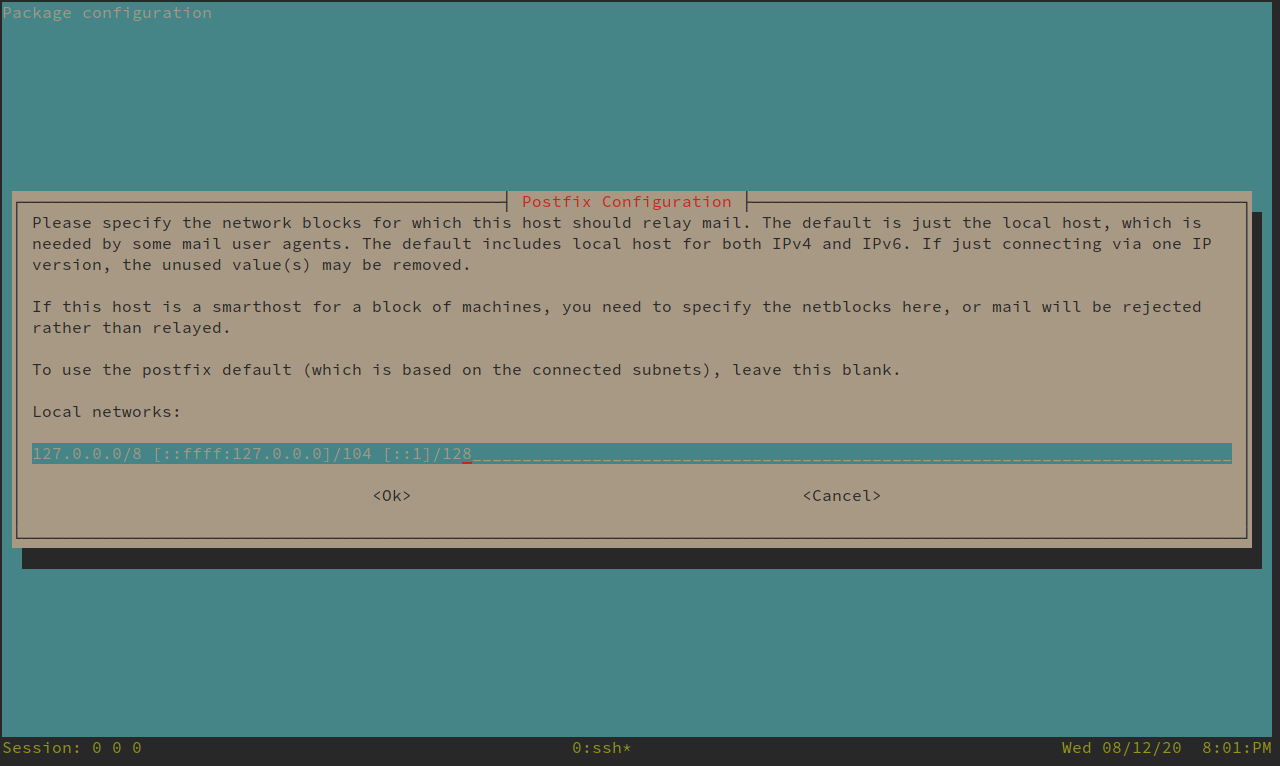 Package configuration
Postfix Configuration
Please specify the network blocks for which this host should relay mail. The default is just the local host, which is
needed by some mail user agents. The default includes local host for both IPv4 and IPv6. If just connecting via one IP
version, the unused value(s) may be removed.
If this host is a smarthost for a block of machines, you need to specify the netblocks here, or mail will be rejected
rather than relayed.
To use the postfix default (which is based on the connected subnets), leave this blank.
Local networks:
127.0.0.0/8 [::ffff:127.0.0.0]/104 [::1]/128____________________________________________________________________________
<Ok> <Cancel>
Session: 0 0 0 0:ssh* Wed 08/12/20  8:01:PM